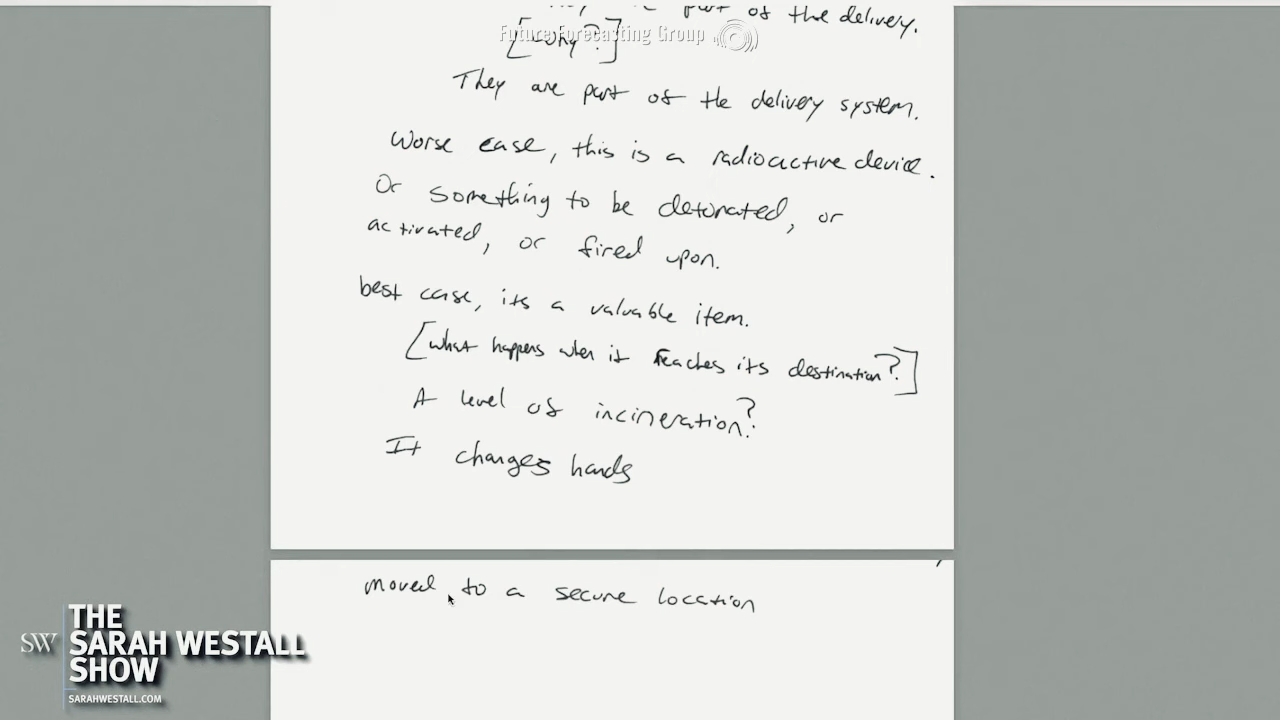 part of the delivery.
Future Forecasting Group
[why?]
They are part of the delivery system.
Worse case, this is a radioactive device.
Or something to be detonated, or
activated, or fired upon.
best case, its a valuable item.
[what happens when it reaches its destination?]
A level of incineration?
It changes hands
moved to a secure location
SW
THE
SARAH WESTALL
SHOW
SARAHWESTALL.COM